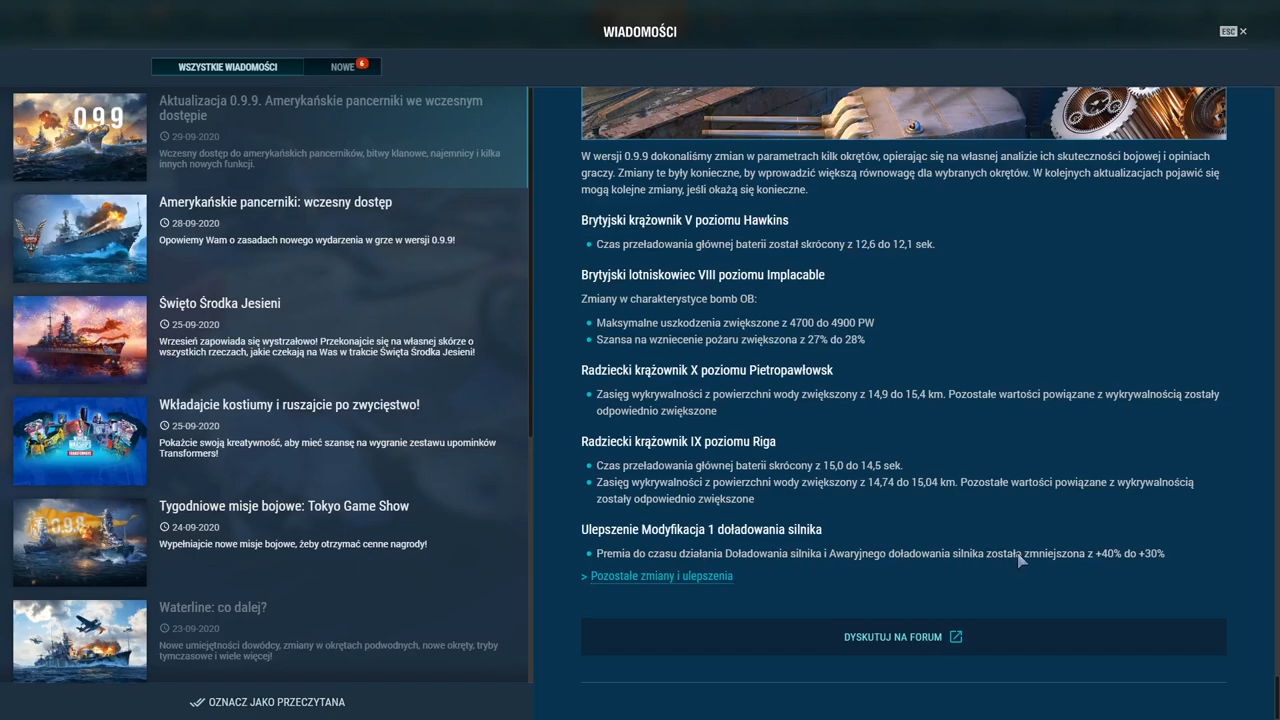 WIADOMOŚCI
ESC ×
WSZYSTKIE WIADOMOŚCI
NOWE
6
0.9.9
Aktualizacja 0.9.9. Amerykańskie pancerniki we wczesnym
dostępie
29-09-2020
Wczesny dostęp do amerykańskich pancerników, bitwy klanowe, najemnicy i kilka
innych nowych funkcji.
Amerykańskie pancerniki: wczesny dostęp
28-09-2020
Opowiemy Wam o zasadach nowego wydarzenia w grze w wersji 0.9.9!
Święto Środka Jesieni
25-09-2020
Wrzesień zapowiada się wystrzałowo! Przekonajcie się na własnej skórze o
wszystkich rzeczach, jakie czekają na Was w trakcie Święta Środka Jesieni!
Wkładajcie kostiumy i ruszajcie po zwycięstwo!
25-09-2020
Pokażcie swoją kreatywność, aby mieć szansę na wygranie zestawu upominków
Transformers!
Tygodniowe misje bojowe: Tokyo Game Show
0.9.8
24-09-2020
Wypełniajcie nowe misje bojowe, żeby otrzymać cenne nagrody!
Waterline: co dalej?
23-09-2020
Nowe umiejętności dowódcy, zmiany w okrętach podwodnych, nowe okręty, tryby
tymczasowe i wiele więcej!
OZNACZ JAKO PRZECZYTANA
W wersji 0.9.9 dokonaliśmy zmian w parametrach kilk okrętów, opierając się na własnej analizie ich skuteczności bojowej i opiniach
graczy. Zmiany te były konieczne, by wprowadzić większą równowagę dla wybranych okrętów. W kolejnych aktualizacjach pojawić się
mogą kolejne zmiany, jeśli okażą się konieczne.
Brytyjski krążownik V poziomu Hawkins
Czas przeładowania głównej baterii został skrócony z 12,6 do 12,1 sek.
Brytyjski lotniskowiec VIII poziomu Implacable
Zmiany w charakterystyce bomb OB:
Maksymalne uszkodzenia zwiększone z 4700 do 4900 PW
Szansa na wzniecenie pożaru zwiększona z 27% do 28%
Radziecki krążownik X poziomu Pietropawłowsk
Zasięg wykrywalności z powierzchni wody zwiększony z 14,9 do 15,4 km. Pozostałe wartości powiązane z wykrywalnością zostały
odpowiednio zwiększone
Radziecki krążownik IX poziomu Riga
Czas przeładowania głównej baterii skrócony z 15,0 do 14,5 sek.
Zasięg wykrywalności z powierzchni wody zwiększony z 14,74 do 15,04 km. Pozostałe wartości powiązane z wykrywalnością
zostały odpowiednio zwiększone
Ulepszenie Modyfikacja 1 doładowania silnika
Premia do czasu działania Doładowania silnika i Awaryjnego doładowania silnika została zmniejszona z +40% do +30%
> Pozostałe zmiany i ulepszenia
DYSKUTUJ NA FORUM